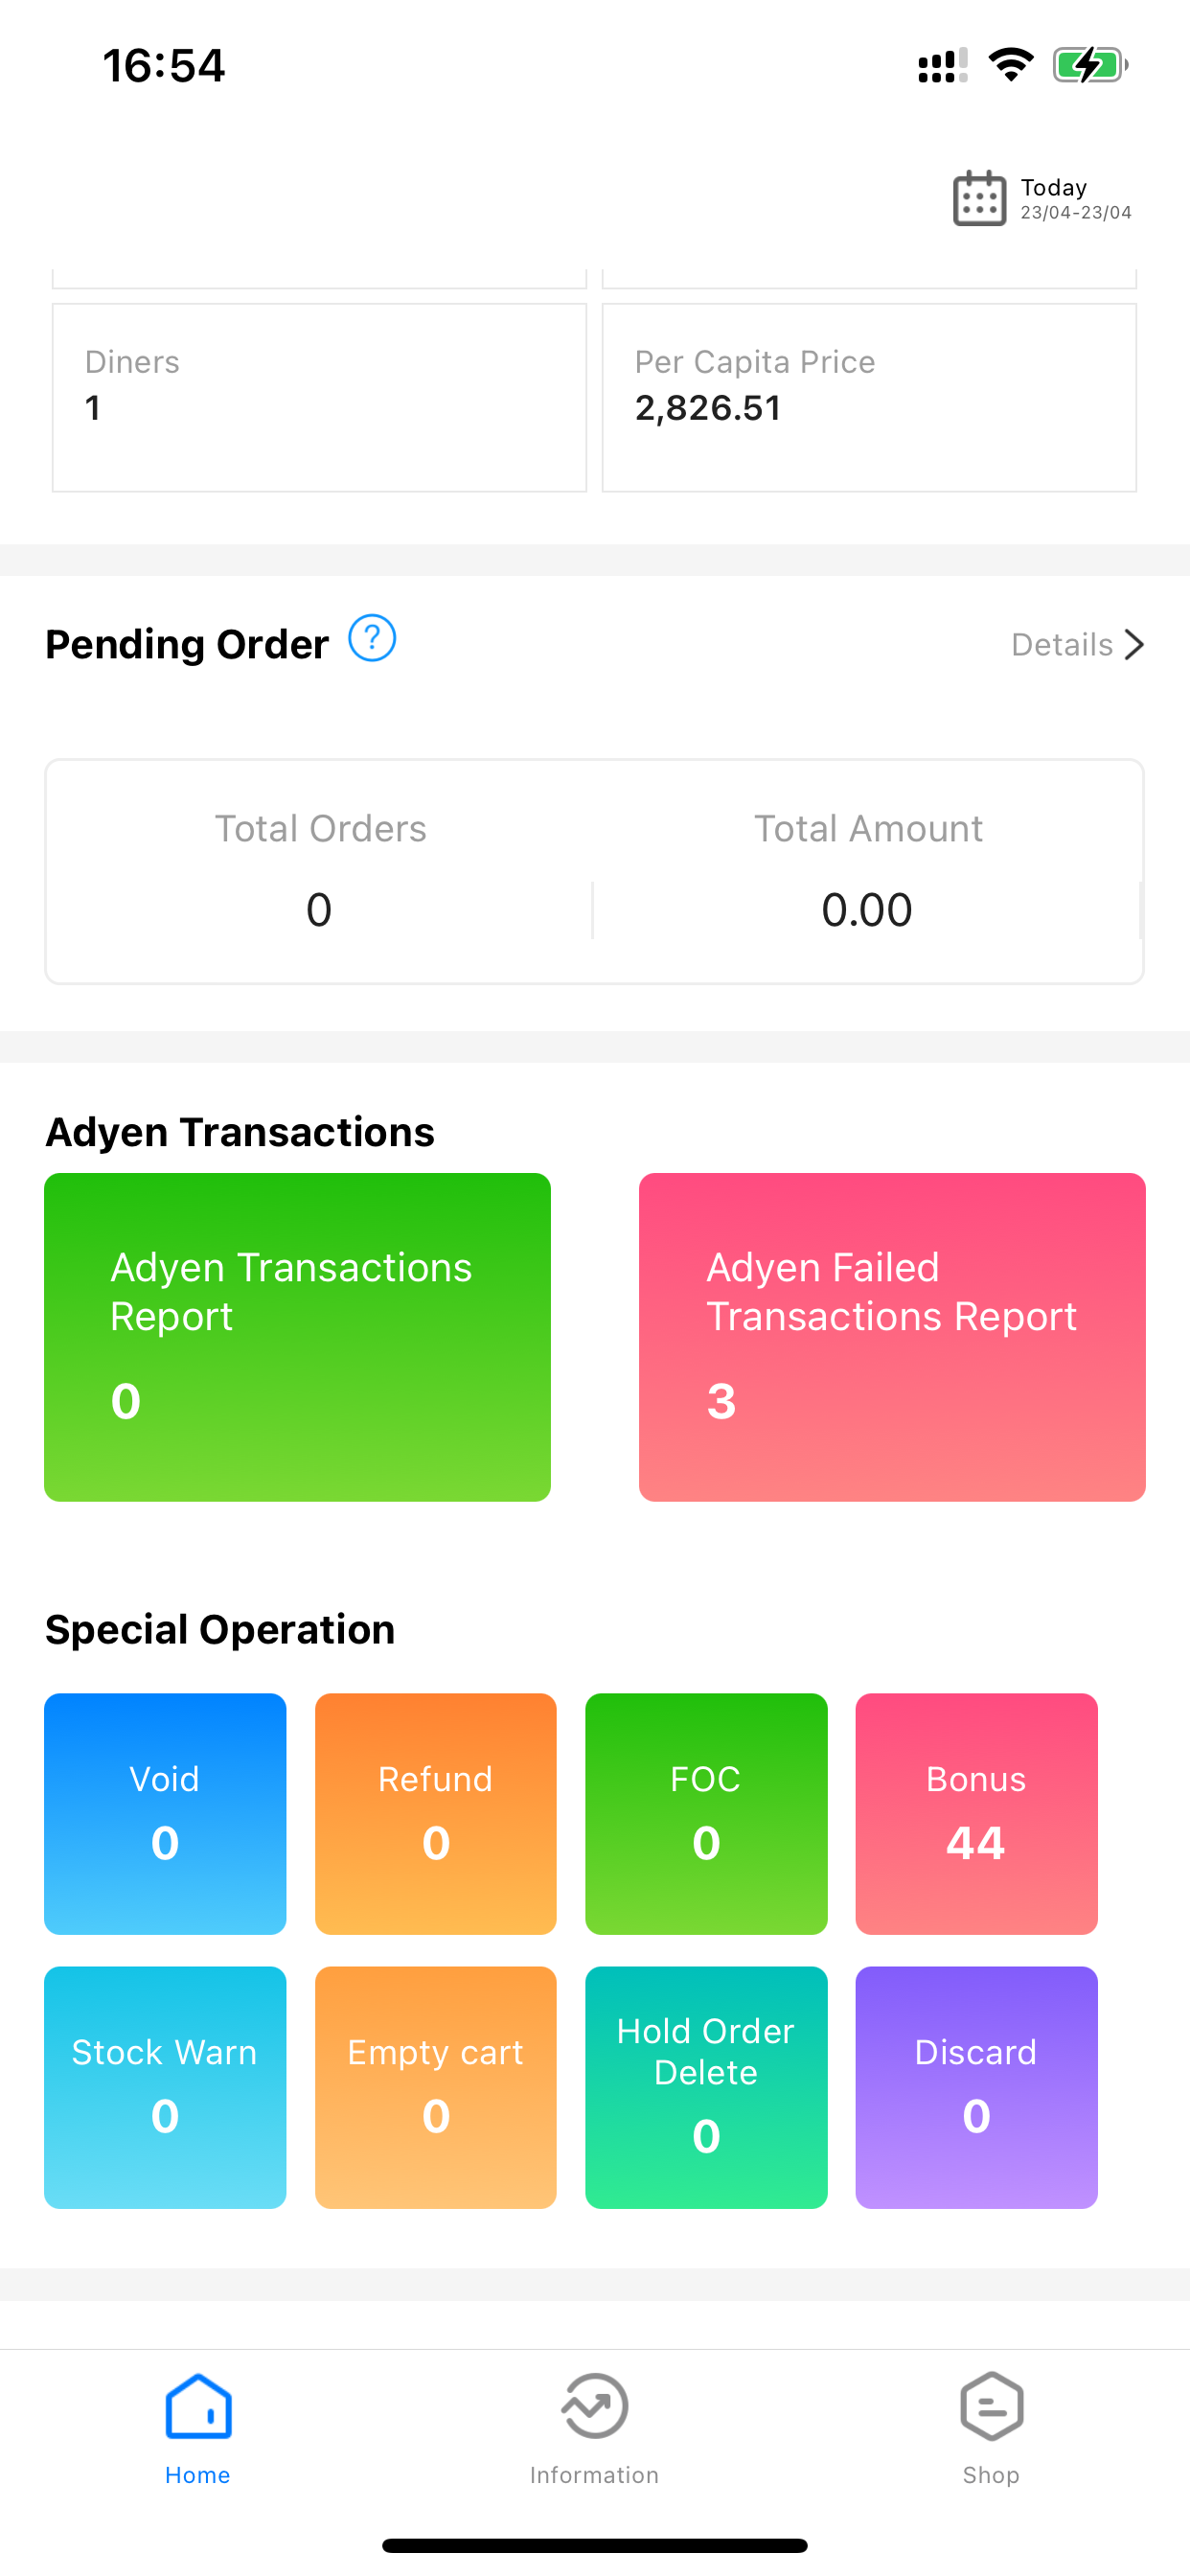 16:54
Today
23/04-23/04
Diners
1
Per Capita Price
2,826.51
Pending Order ?
Details
Total Orders
0
Total Amount
0.00
Adyen Transactions
Adyen Transactions
Report
0
Adyen Failed
Transactions Report
3
Special Operation
Void
0
Refund
0
FOC
0
Bonus
44
Stock Warn
0
Empty cart
0
Hold Order
Delete
0
Discard
0
Home
Information
Shop